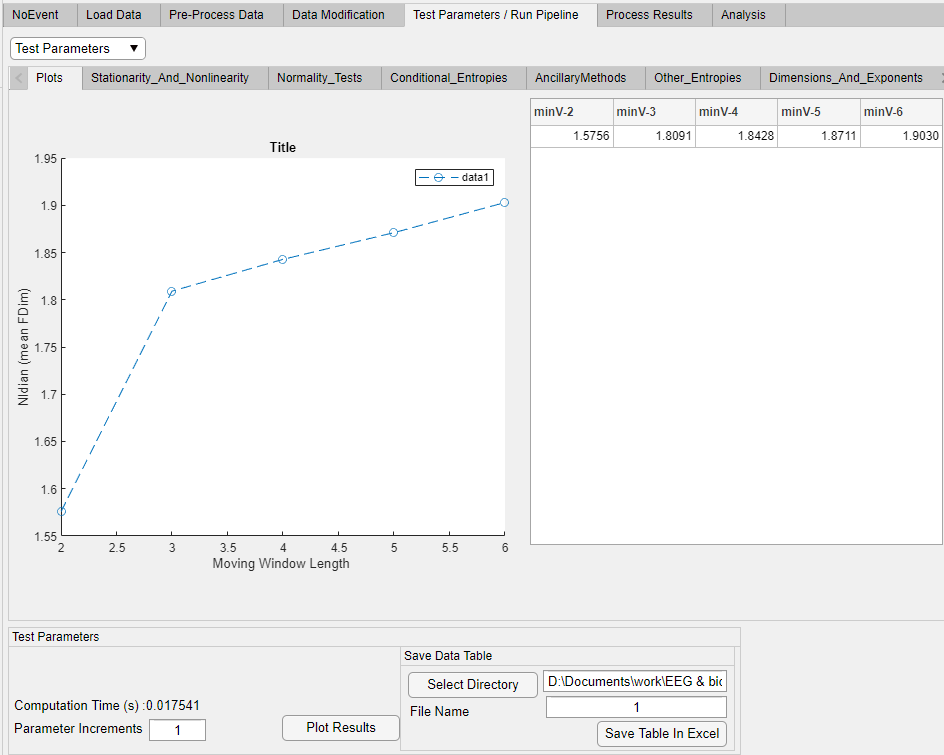 NoEvent Load Data Pre-Process Data Data Modification Test Parameters / Run Pipeline Process Results Analysis
Test Parameters
Plots Stationarity_And_Nonlinearity Normality_Tests Conditional_Entropies AncillaryMethods Other_Entropies Dimensions_And_Exponents
minV-2 minV-3 minV-4 minV-5 minV-6
1.5756 1.8091 1.8428 1.8711 1.9030
Title
data1
1.95
1.9
1.85
1.8
1.75
1.7
1.65
1.6
1.55
NIdian (mean FDim)
2 2.5 3 3.5 4 4.5 5 5.5 6
Moving Window Length
Test Parameters
Computation Time (s) :0.017541
Parameter Increments 1
Plot Results
Save Data Table
Select Directory D:\Documents\work\EEG & bio
File Name 1
Save Table In Excel